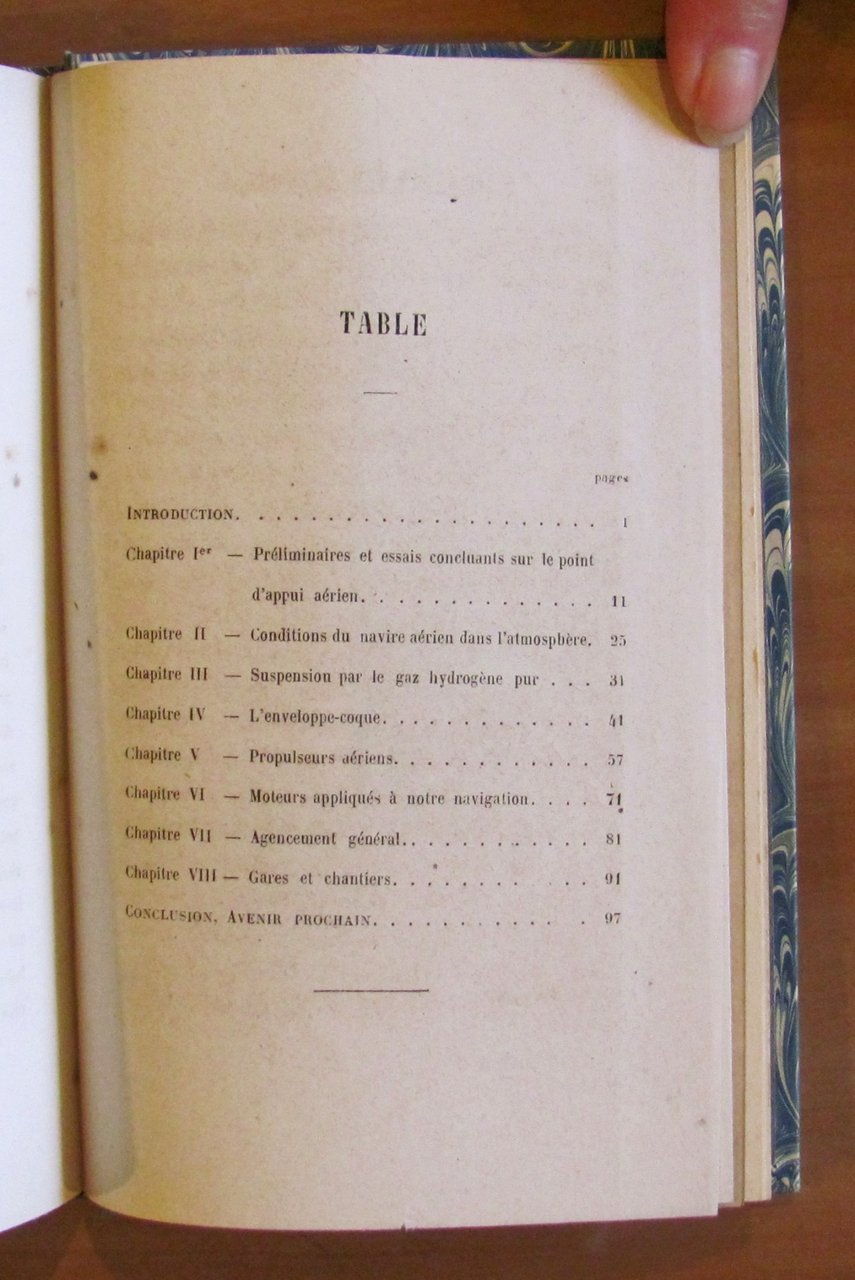 TABLE
pages
INTRODUCTION. . . . . . . . . . . . . . . . . . . . . . 1
Chapitre Ier — Préliminaires et essais concluants sur le point
d'appui aérien. . . . . . . . . . . . . . 11
Chapitre II — Conditions du navire aérien dans l'atmosphère. 25
Chapitre III — Suspension par le gaz hydrogène pur . . . 31
Chapitre IV — L'enveloppe-coque. . . . . . . . . . . . . 41
Chapitre V — Propulseurs aériens. . . . . . . . . . . . 57
Chapitre VI — Moteurs appliqués à notre navigation. . . . 71
Chapitre VII — Agencement général. . . . . . . . . . . . 81
Chapitre VIII — Gares et chantiers. . . . . . . . . . . 91
CONCLUSION, AVENIR PROCHAIN. . . . . . . . . . . . 97